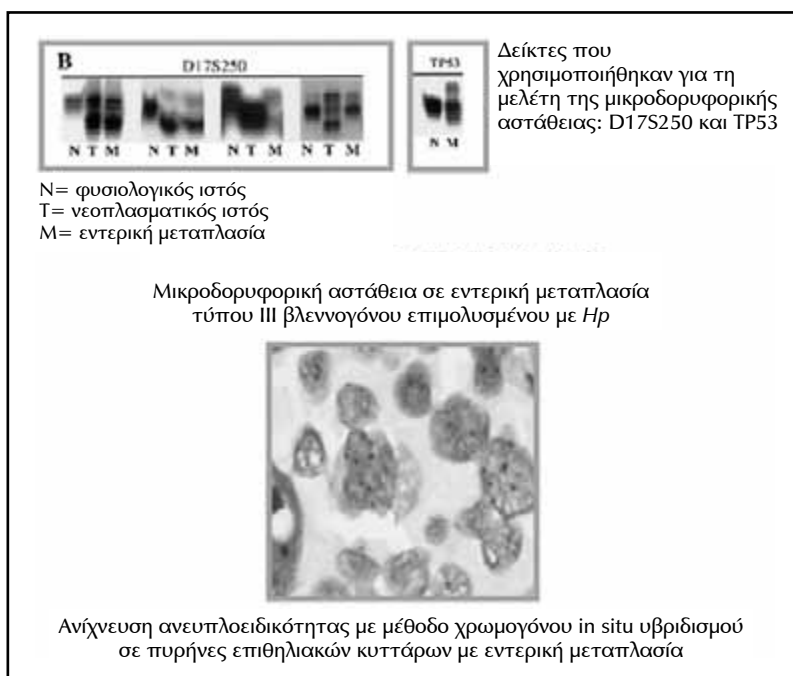 B
D17S250
N T M N T M N T M N T M
TP53
N M
Δείκτες που
χρησιμοποιήθηκαν για τη
μελέτη της μικροδορυφορικής
αστάθειας: D17S250 και TP53
N= φυσιολογικός ιστός
T= νεοπλασματικός ιστός
M= εντερική μεταπλασία
Μικροδορυφορική αστάθεια σε εντερική μεταπλασία
τύπου III βλεννογόνου επιμολυσμένου με Hp
Ανίχνευση ανευπλοειδικότητας με μέθοδο χρωμογόνου in situ υβριδισμού
σε πυρήνες επιθηλιακών κυττάρων με εντερική μεταπλασία